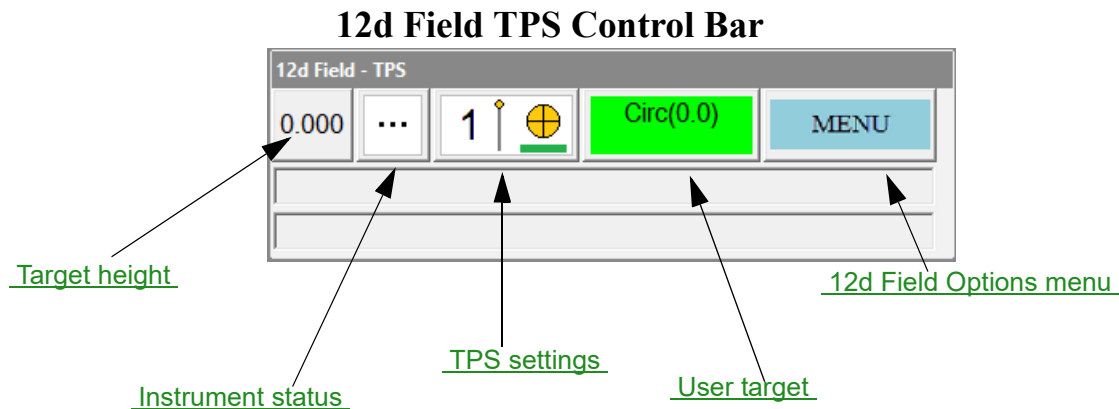 12d Field TPS Control Bar
12d Field - TPS
0.000 ... 1 Circ(0.0) MENU
Target height
12d Field Options menu
TPS settings
User target
Instrument status